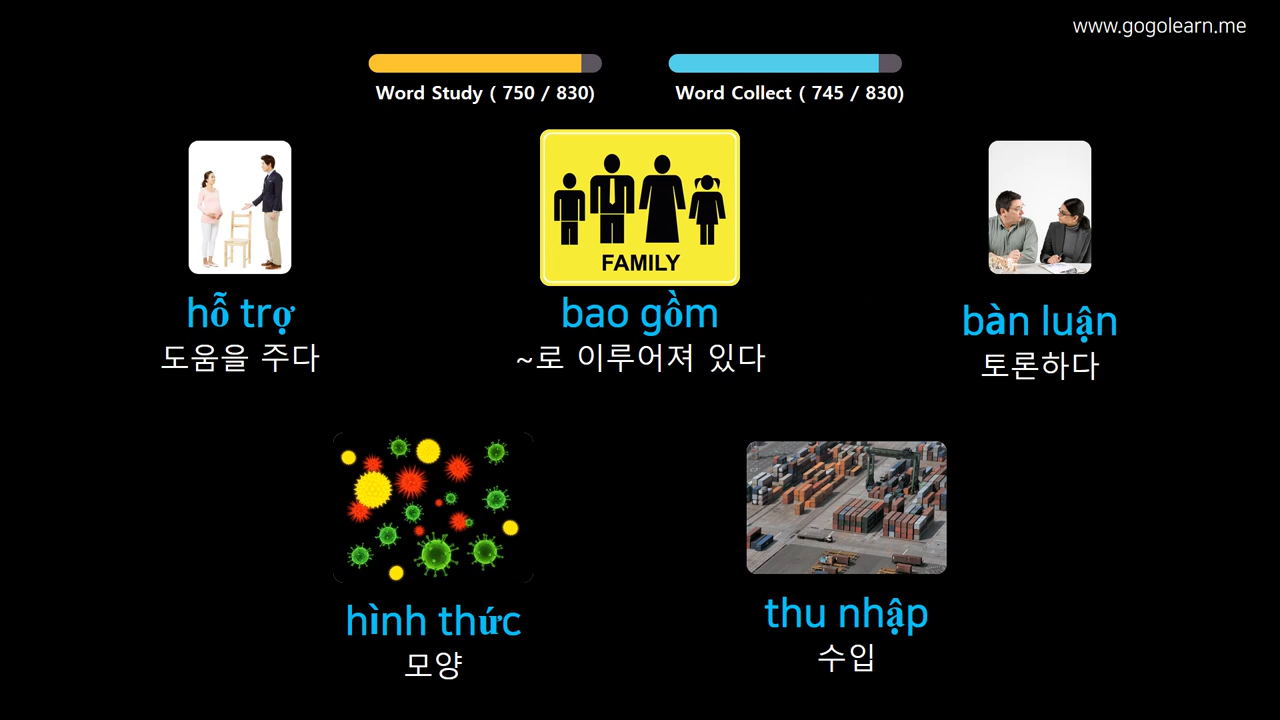 www.gogolearn.me
Word Study ( 750 / 830)
Word Collect ( 745 / 830)
FAMILY
hỗ trợ
도움을 주다
bao gồm
~로 이루어져 있다
bàn luận
토론하다
hình thức
모양
thu nhập
수입